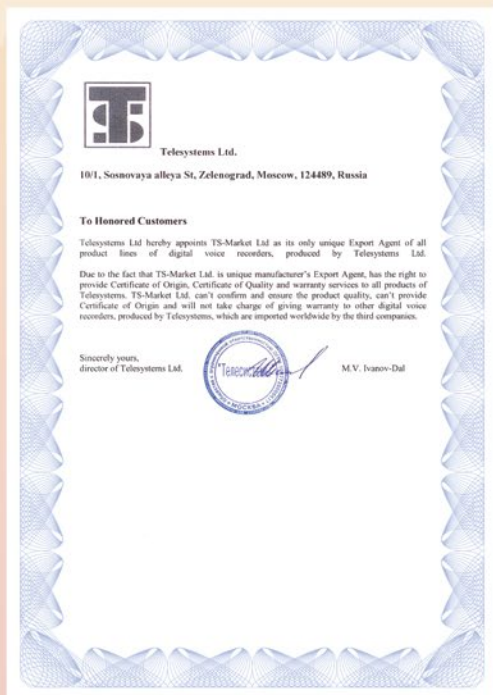 TS
Telesystems Ltd.
10/1, Sosnovaya alleya St, Zelenograd, Moscow, 124489, Russia
To Honored Customers
Telesystems Ltd hereby appoints TS-Market Ltd as its only unique Export Agent of all
product lines of digital voice recorders, produced by Telesystems Ltd.
Due to the fact that TS-Market Ltd. is unique manufacturer's Export Agent, has the right to
provide Certificate of Origin, Certificate of Quality and warranty services to all products of
Telesystems. TS-Market Ltd. can't confirm and ensure the product quality, can't provide
Certificate of Origin and will not take charge of giving warranty to other digital voice
recorders, produced by Telesystems, which are imported worldwide by the third companies.
Sincerely yours,
director of Telesystems Ltd.
M.V. Ivanov-Dal
МОСКВА